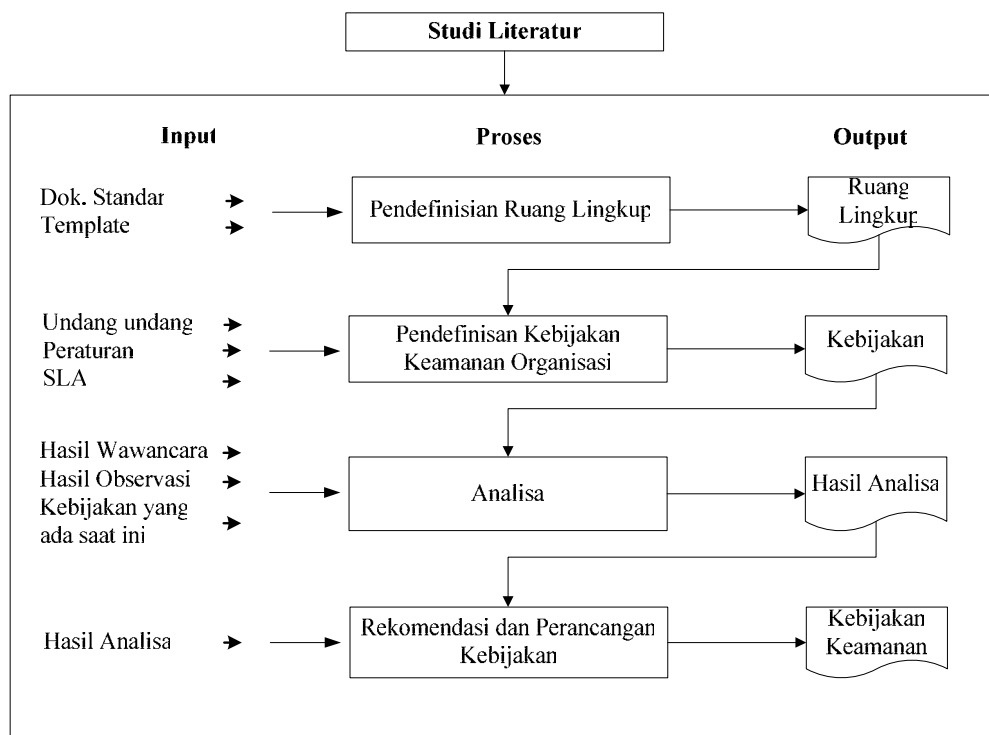 Studi Literatur
Input
Proses
Output
Dok. Standar
Template
Pendefinisian Ruang Lingkup
Ruang
Lingkup
Undang undang
Peraturan
SLA
Pendefinisan Kebijakan
Keamanan Organisasi
Kebijakan
Hasil Wawancara
Hasil Observasi
Kebijakan yang
ada saat ini
Analisa
Hasil Analisa
Hasil Analisa
Rekomendasi dan Perancangan
Kebijakan
Kebijakan
Keamanan